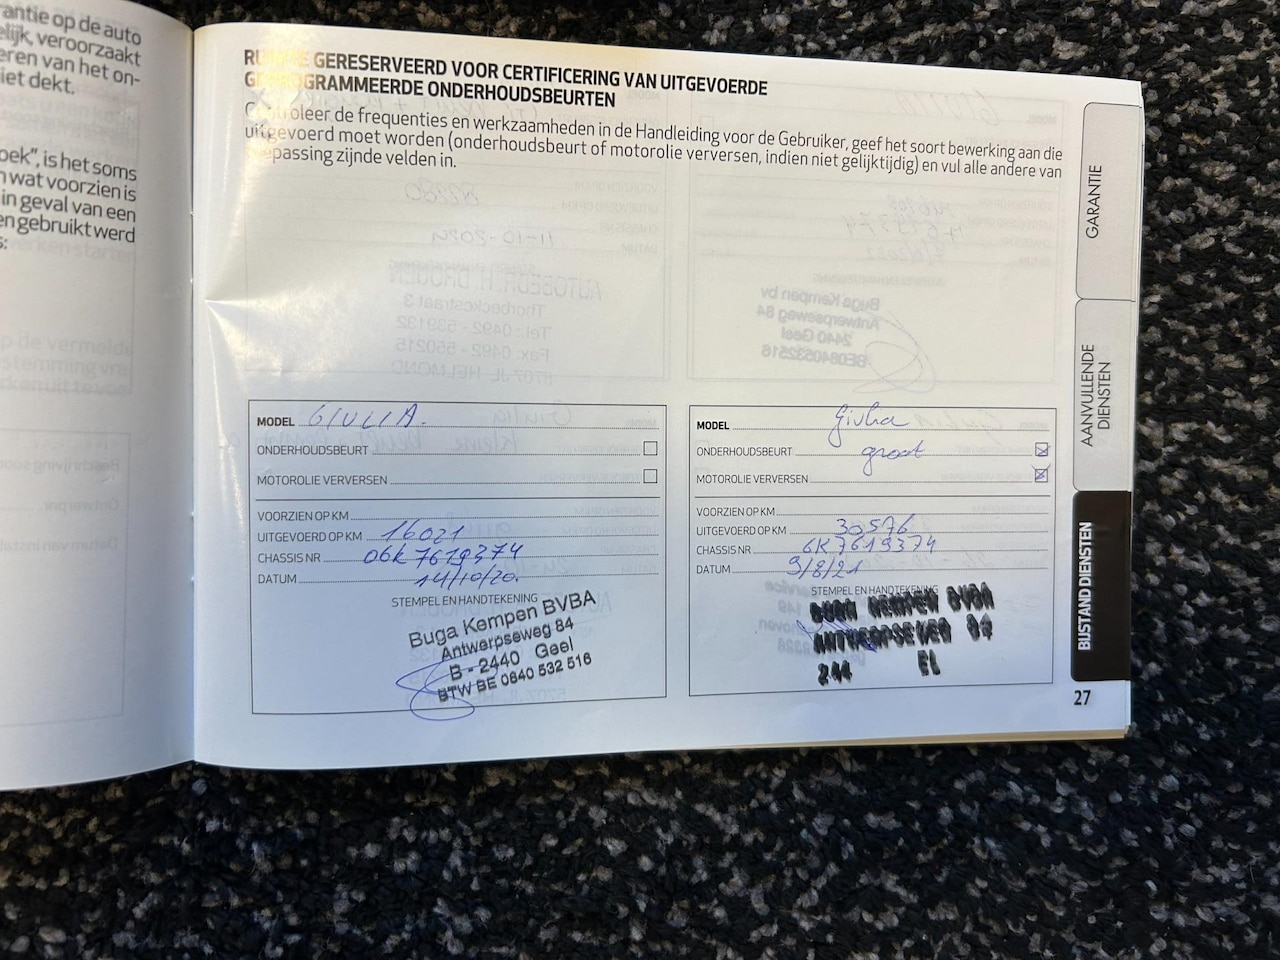 antie op de auto
elijk, veroorzaakt
eren van het on-
iet dekt.
oek", is het soms
n wat voorzien is
in geval van een
en gebruikt werd
s:
RUIMTE GERESERVEERD VOOR CERTIFICERING VAN UITGEVOERDE
GEPROGRAMMEERDE ONDERHOUDSBEURTEN
Controleer de frequenties en werkzaamheden in de Handleiding voor de Gebruiker, geef het soort bewerking aan die
uitgevoerd moet worden (onderhoudsbeurt of motorolie verversen, indien niet gelijktijdig) en vul alle andere van
toepassing zijnde velden in.
MODEL GIULIA.
ONDERHOUDSBEURT
MOTOROLIE VERVERSEN
VOORZIEN OP KM
UITGEVOERD OP KM 16021
CHASSIS NR 06K 7619374
DATUM 14/10/20.
STEMPEL EN HANDTEKENING
Buga Kempen BVBA
Antwerpseweg 84
B - 2440 Geel
BTW BE 0840 532 516
MODEL Giulia
ONDERHOUDSBEURT groot
MOTOROLIE VERVERSEN
VOORZIEN OP KM
UITGEVOERD OP KM 30576
CHASSIS NR 6K7619374
DATUM 9/8/21
STEMPEL EN HANDTEKENING
KEMPEN BVBA
244 EL
GARANTIE
AANVULLENDE
DIENSTEN
BIJSTAND DIENSTEN
27